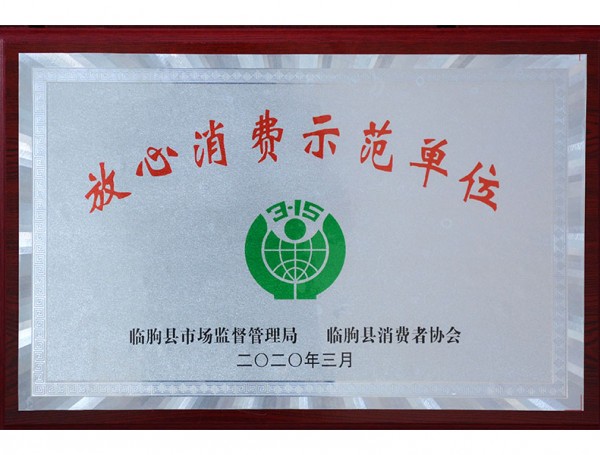 放心消费示范单位
3·15
临朐县市场监督管理局 临朐县消费者协会
二〇二〇年三月